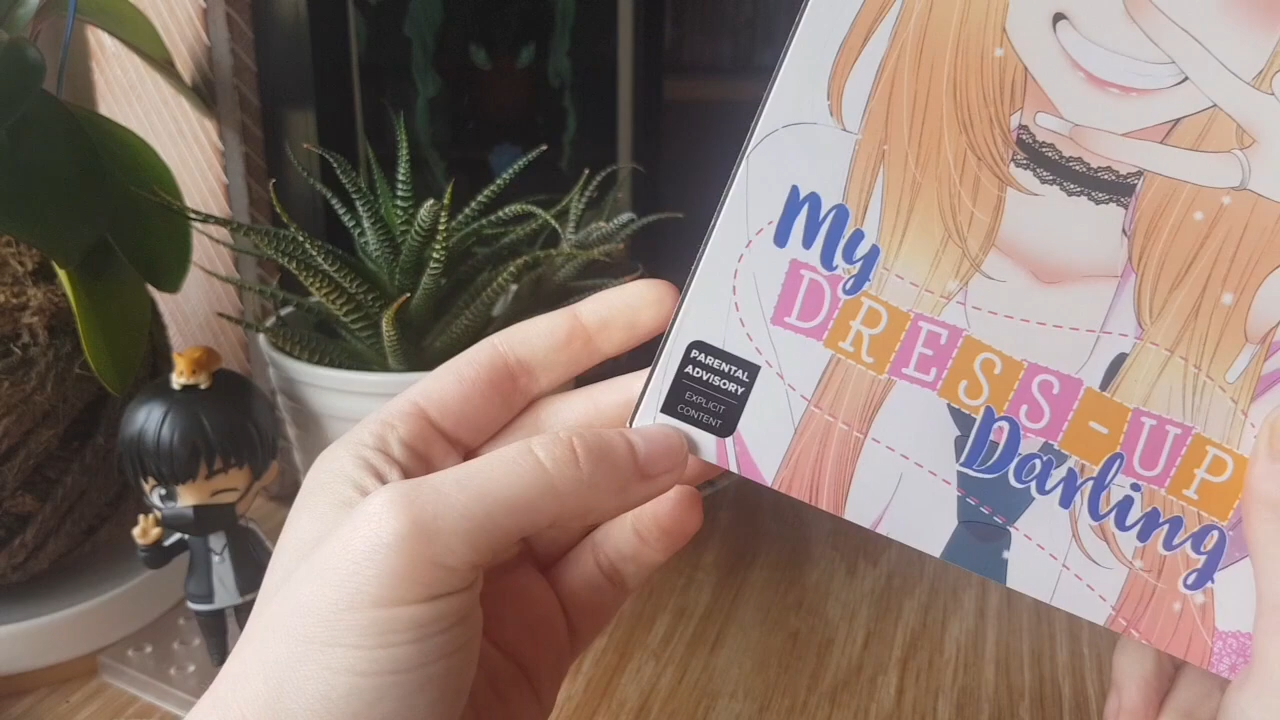 My
DRESS-UP
Darling
PARENTAL
ADVISORY
EXPLICIT
CONTENT